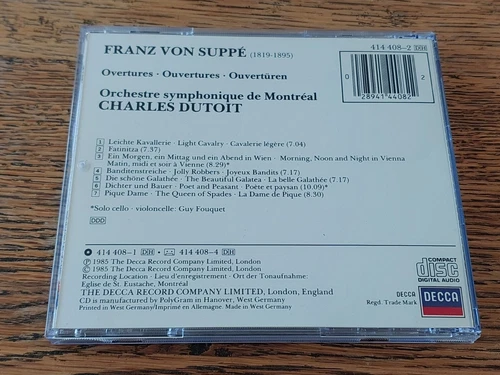 FRANZ VON SUPPÉ (1819-1895)
414 408-2 DH
Overtures · Ouvertures · Ouvertüren
0 28941 44082 2
Orchestre symphonique de Montréal
CHARLES DUTOIT
1 Leichte Kavallerie · Light Cavalry · Cavalerie légère (7.04)
2 Fatinitza (7.37)
3 Ein Morgen, ein Mittag und ein Abend in Wien · Morning, Noon and Night in Vienna
Matin, midi et soir à Vienne (8.29)*
4 Banditenstreiche · Jolly Robbers · Joyeux Bandits (7.17)
5 Die schöne Galathée · The Beautiful Galatea · La belle Galathée (7.17)
6 Dichter und Bauer · Poet and Peasant · Poète et paysan (10.09)*
7 Pique Dame · The Queen of Spades · La Dame de Pique (8.30)
*Solo cello · violoncelle: Guy Fouquet
DDD
414 408-1 DH · 414 408-4 DH
℗ 1985 The Decca Record Company Limited, London
© 1985 The Decca Record Company Limited, London
Recording Location · Lieu d'enregistrement · Ort der Tonaufnahme:
Eglise de St. Eustache, Montréal
THE DECCA RECORD COMPANY LIMITED, London, England
CD is manufactured by PolyGram in Hanover, West Germany
Printed in West Germany/Imprimé en Allemagne. Made in West Germany
COMPACT
disc
DIGITAL AUDIO
DECCA
Regd. Trade Mark
DECCA